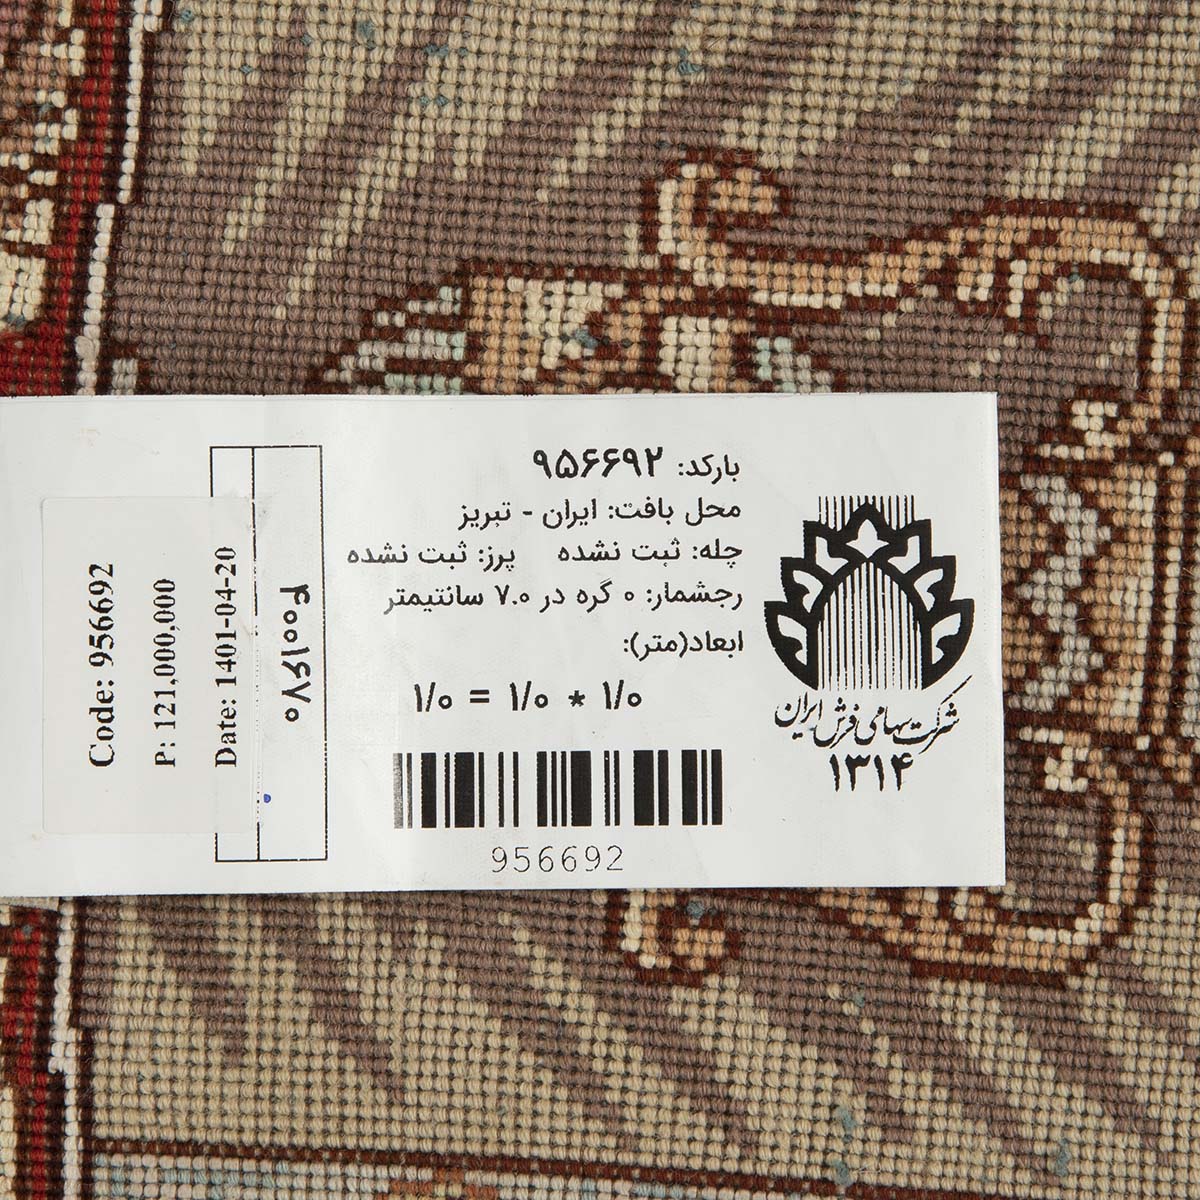 بارکد: ۹۵۶۶۹۲
محل بافت: ایران - تبریز
چله: ثبت نشده پرز: ثبت نشده
رجشمار: ۰ گره در ۷.۰ سانتیمتر
ابعاد(متر):
۱/۰ * ۱/۰ = ۱/۰
956692
شرکت سهامی فرش ایران
۱۳۱۴
۴۰۰۱۶۷۰
Code: 956692
P: 121,000,000
Date: 1401-04-20